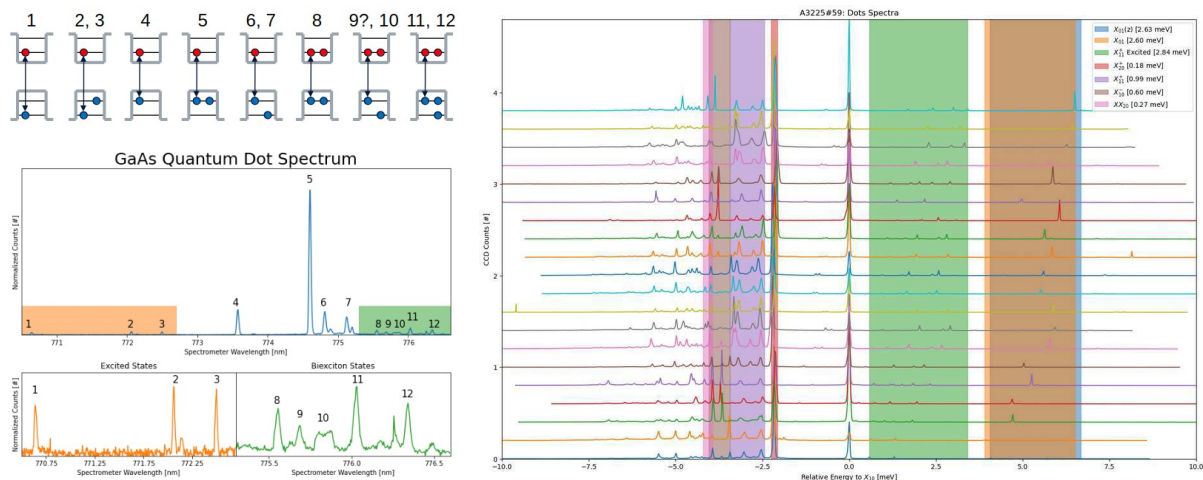 1 2, 3 4 5 6, 7 8 9?, 10 11, 12
GaAs Quantum Dot Spectrum
Normalized Counts [#]
1 2 3 4 5 6 7 8 9 10 11 12
771 772 773 774 775 776
Spectrometer Wavelength [nm]
Excited States
Normalized Counts [#]
1 2 3
770.75 771.25 771.75 772.25
Spectrometer Wavelength [nm]
Biexciton States
8 9 10 11 12
775.5 776.0 776.5
Spectrometer Wavelength [nm]
A3225#59: Dots Spectra
CCD Counts [#]
4
3
2
1
0
−10.0 −7.5 −5.0 −2.5 0.0 2.5 5.0 7.5 10.0
Relative Energy to X₁₀ [meV]
X₀₁(z) [2.63 meV]
X₀₁ [2.60 meV]
X₁₁⁺ Excited [2.84 meV]
[0.18 meV]
[0.99 meV]
[0.60 meV]
XX₂₀ [0.27 meV]